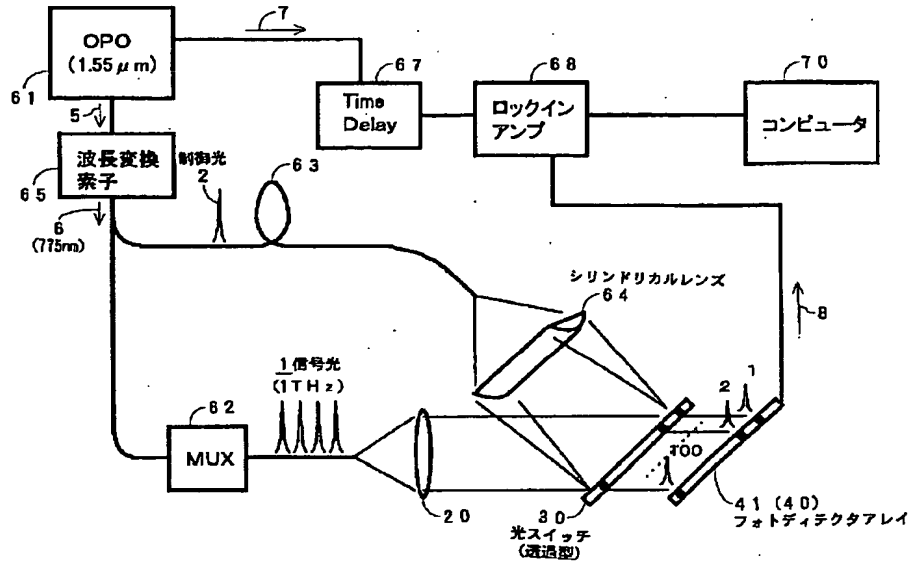 7
OPO
(1.55μm)
61
67
68
70
Time
Delay
ロックイン
アンプ
コンピュータ
5
波長変換
素子
65
制御光
2
63
6
(775nm)
シリンドリカルレンズ
64
8
1信号光
(1THz)
62
MUX
1
2
100
20
30
光スイッチ
(透過型)
41(40)
フォトディテクタアレイ